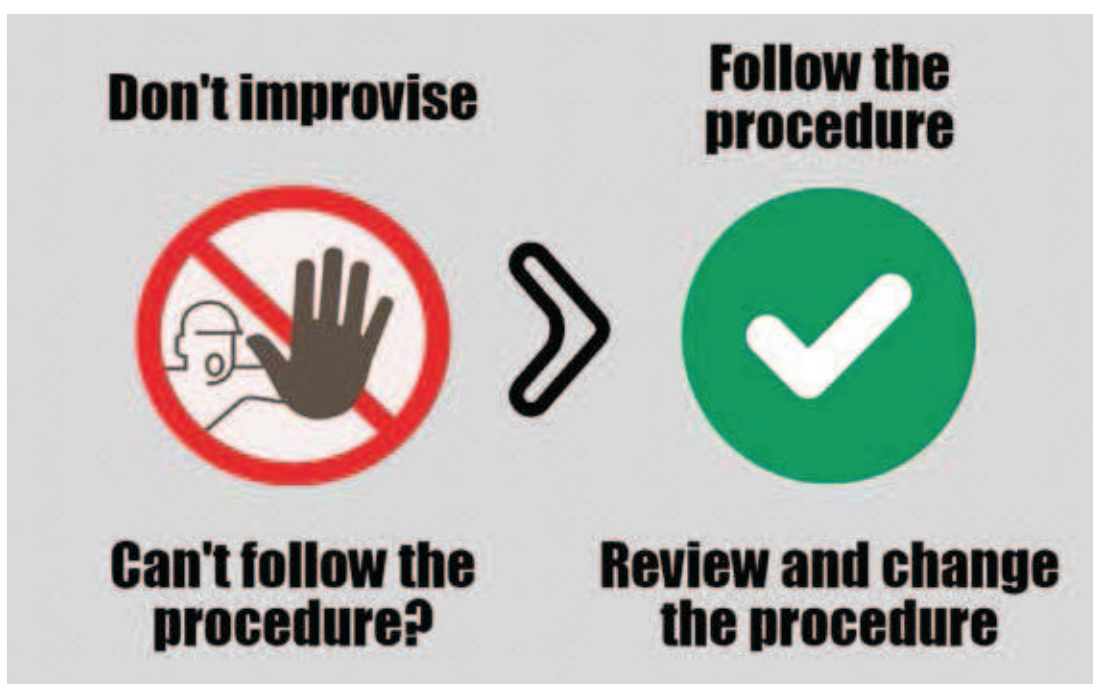 Don't improvise
Follow the
procedure
Can't follow the
procedure?
Review and change
the procedure